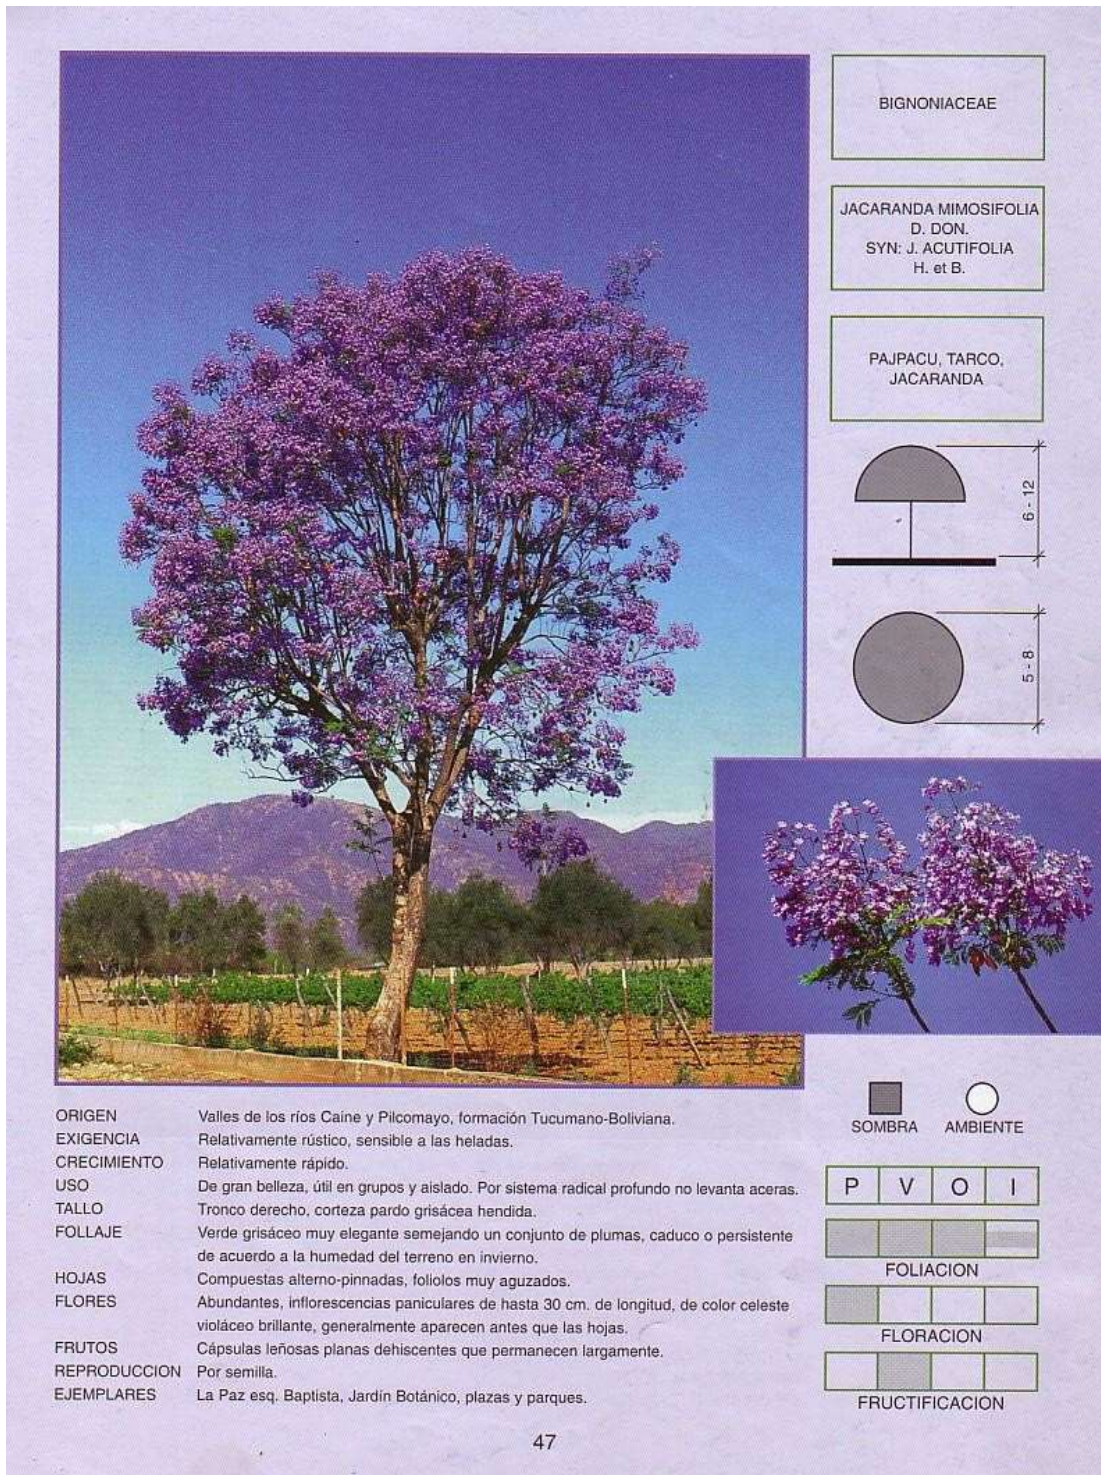 BIGNONIACEAE
JACARANDA MIMOSIFOLIA
D. DON.
SYN: J. ACUTIFOLIA
H. et B.
PAJPACU, TARCO,
JACARANDA
6 - 12
5 - 8
SOMBRA AMBIENTE
P V O I
FOLIACION
FLORACION
FRUCTIFICACION
ORIGEN Valles de los ríos Caine y Pilcomayo, formación Tucumano-Boliviana.
EXIGENCIA Relativamente rústico, sensible a las heladas.
CRECIMIENTO Relativamente rápido.
USO De gran belleza, útil en grupos y aislado. Por sistema radical profundo no levanta aceras.
TALLO Tronco derecho, corteza pardo grisácea hendida.
FOLLAJE Verde grisáceo muy elegante semejando un conjunto de plumas, caduco o persistente
de acuerdo a la humedad del terreno en invierno.
HOJAS Compuestas alterno-pinnadas, foliolos muy aguzados.
FLORES Abundantes, inflorescencias paniculares de hasta 30 cm. de longitud, de color celeste
violáceo brillante, generalmente aparecen antes que las hojas.
FRUTOS Cápsulas leñosas planas dehiscentes que permanecen largamente.
REPRODUCCION Por semilla.
EJEMPLARES La Paz esq. Baptista, Jardín Botánico, plazas y parques.
47